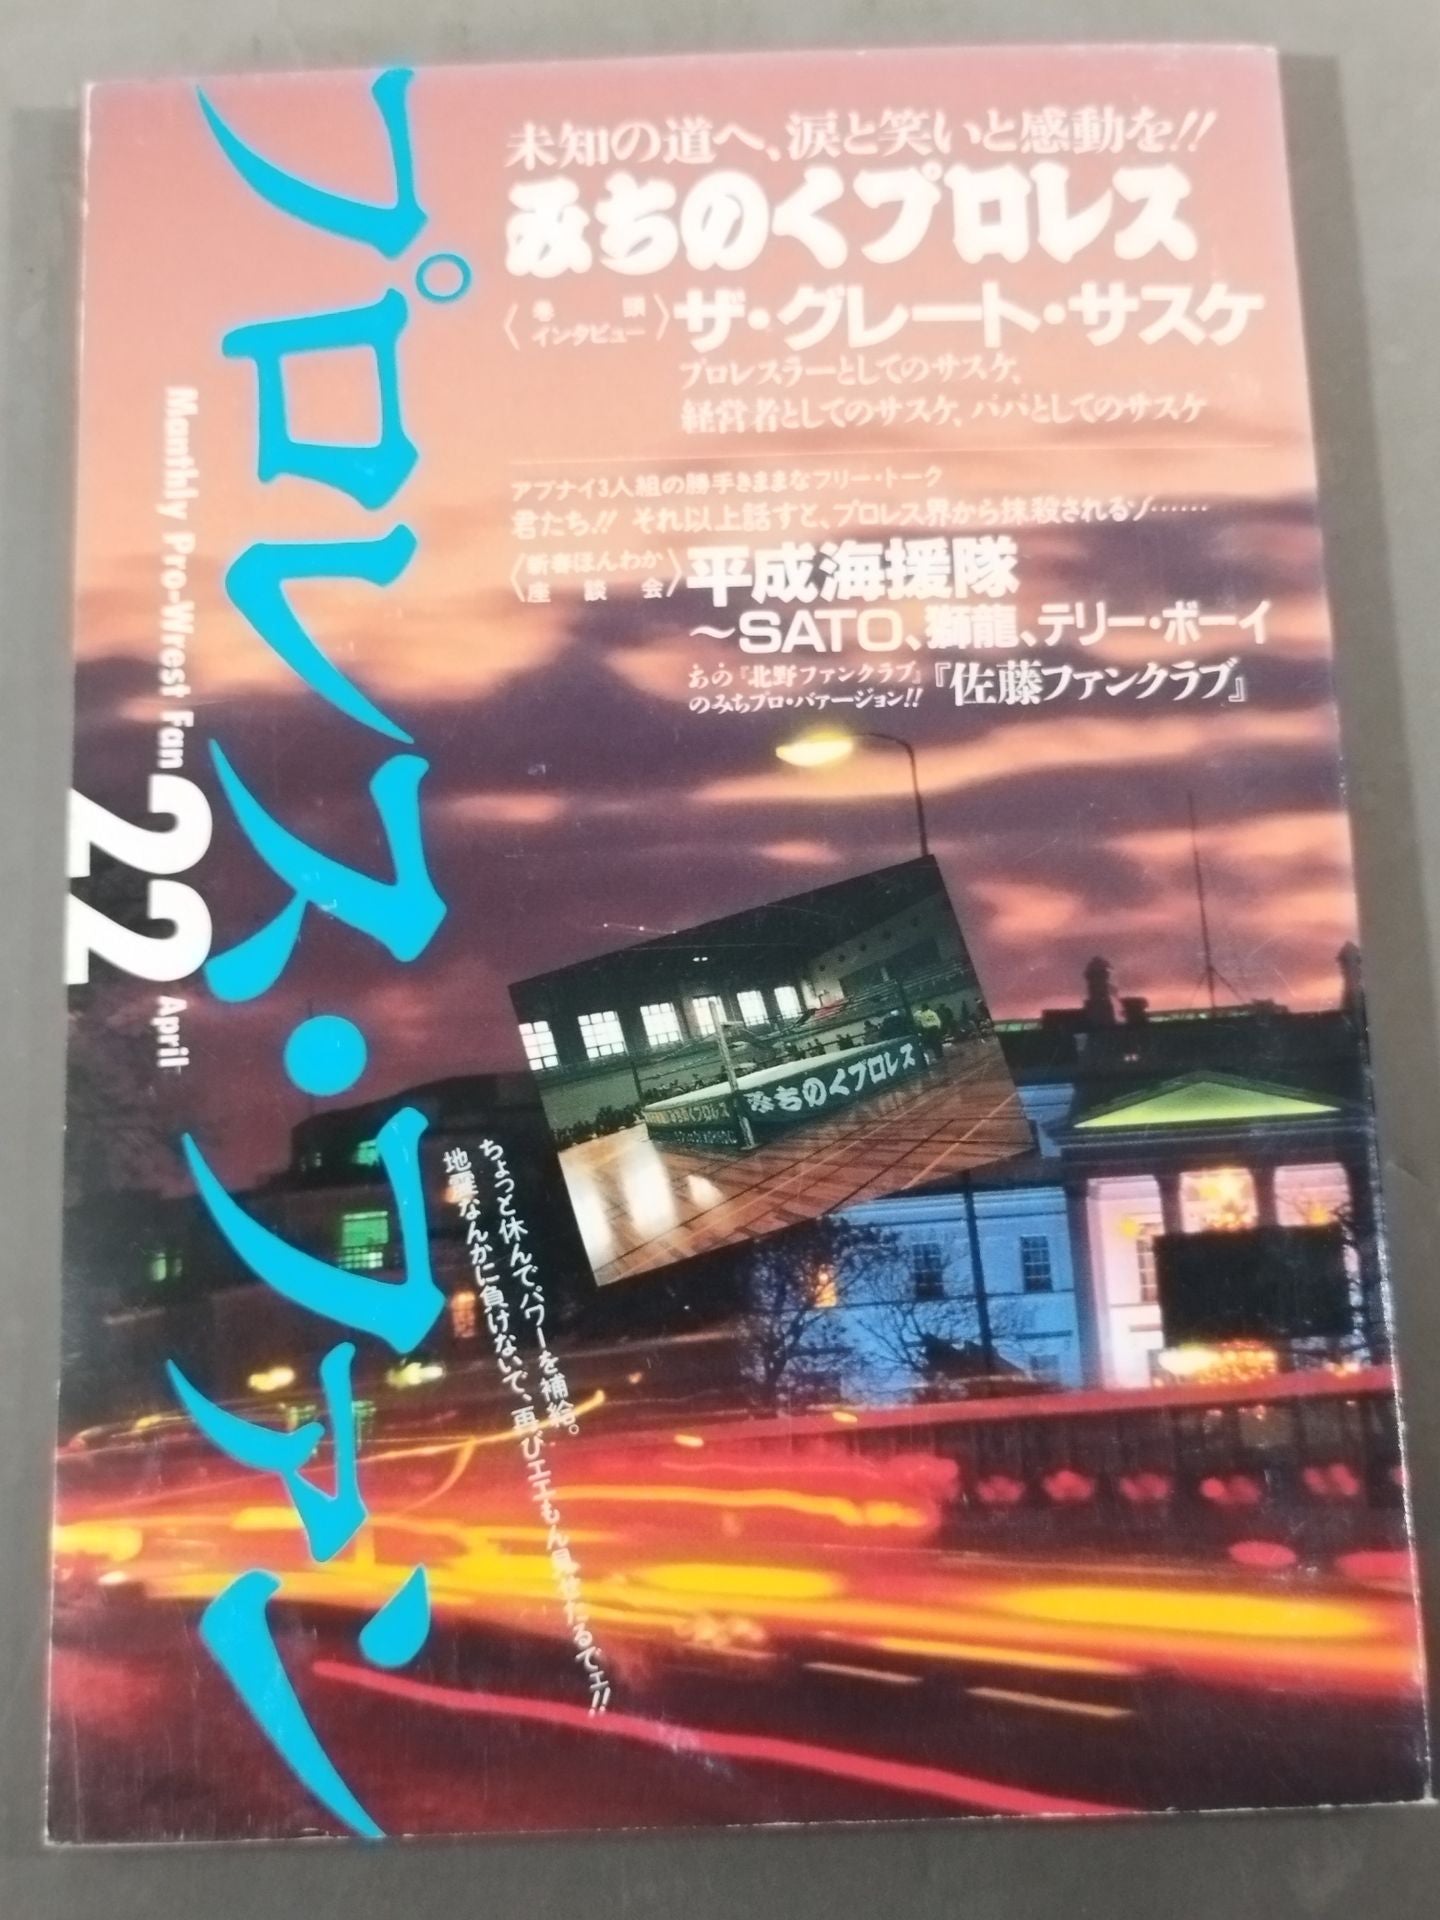 プロレス・ファン
Manthly Pro-Wrest Fan 22 April
未知の道へ、涙と笑いと感動を!!
みちのくプロレス
〈巻頭インタビュー〉ザ・グレート・サスケ
プロレスラーとしてのサスケ、
経営者としてのサスケ、パパとしてのサスケ
アブナイ3人組の勝手きままなフリー・トーク
君たち!! それ以上話すと、プロレス界から抹殺されるゾ……
〈新春ほんわか座談会〉平成海援隊
〜SATO、獅龍、テリー・ボーイ
あの『北野ファンクラブ』
のみちプロ・バァージョン!!
『佐藤ファンクラブ』
みちのくプロレス
みちのくプロレス
ちょっと休んで、パワーを補給。
地震なんかに負けないで、再びエエもん見せたるでェ!!